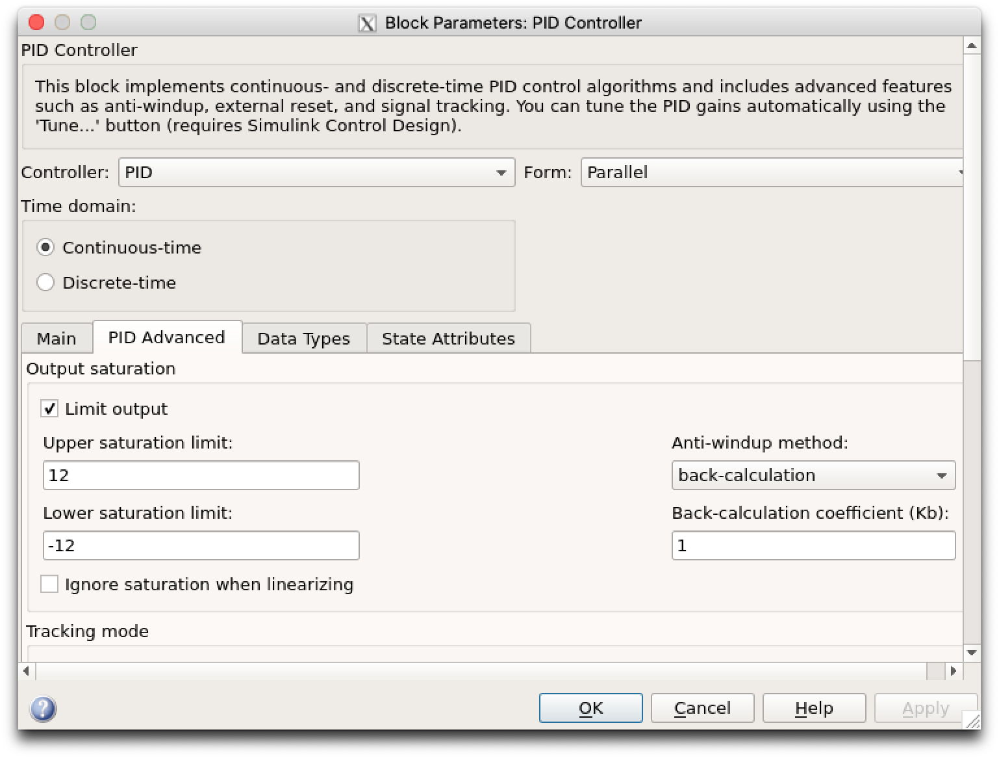 Block Parameters: PID Controller
PID Controller
This block implements continuous- and discrete-time PID control algorithms and includes advanced features
such as anti-windup, external reset, and signal tracking. You can tune the PID gains automatically using the
'Tune...' button (requires Simulink Control Design).
Controller: PID Form: Parallel
Time domain:
Continuous-time
Discrete-time
Main PID Advanced Data Types State Attributes
Output saturation
Limit output
Upper saturation limit: Anti-windup method:
12 back-calculation
Lower saturation limit: Back-calculation coefficient (Kb):
-12 1
Ignore saturation when linearizing
Tracking mode
? OK Cancel Help Apply